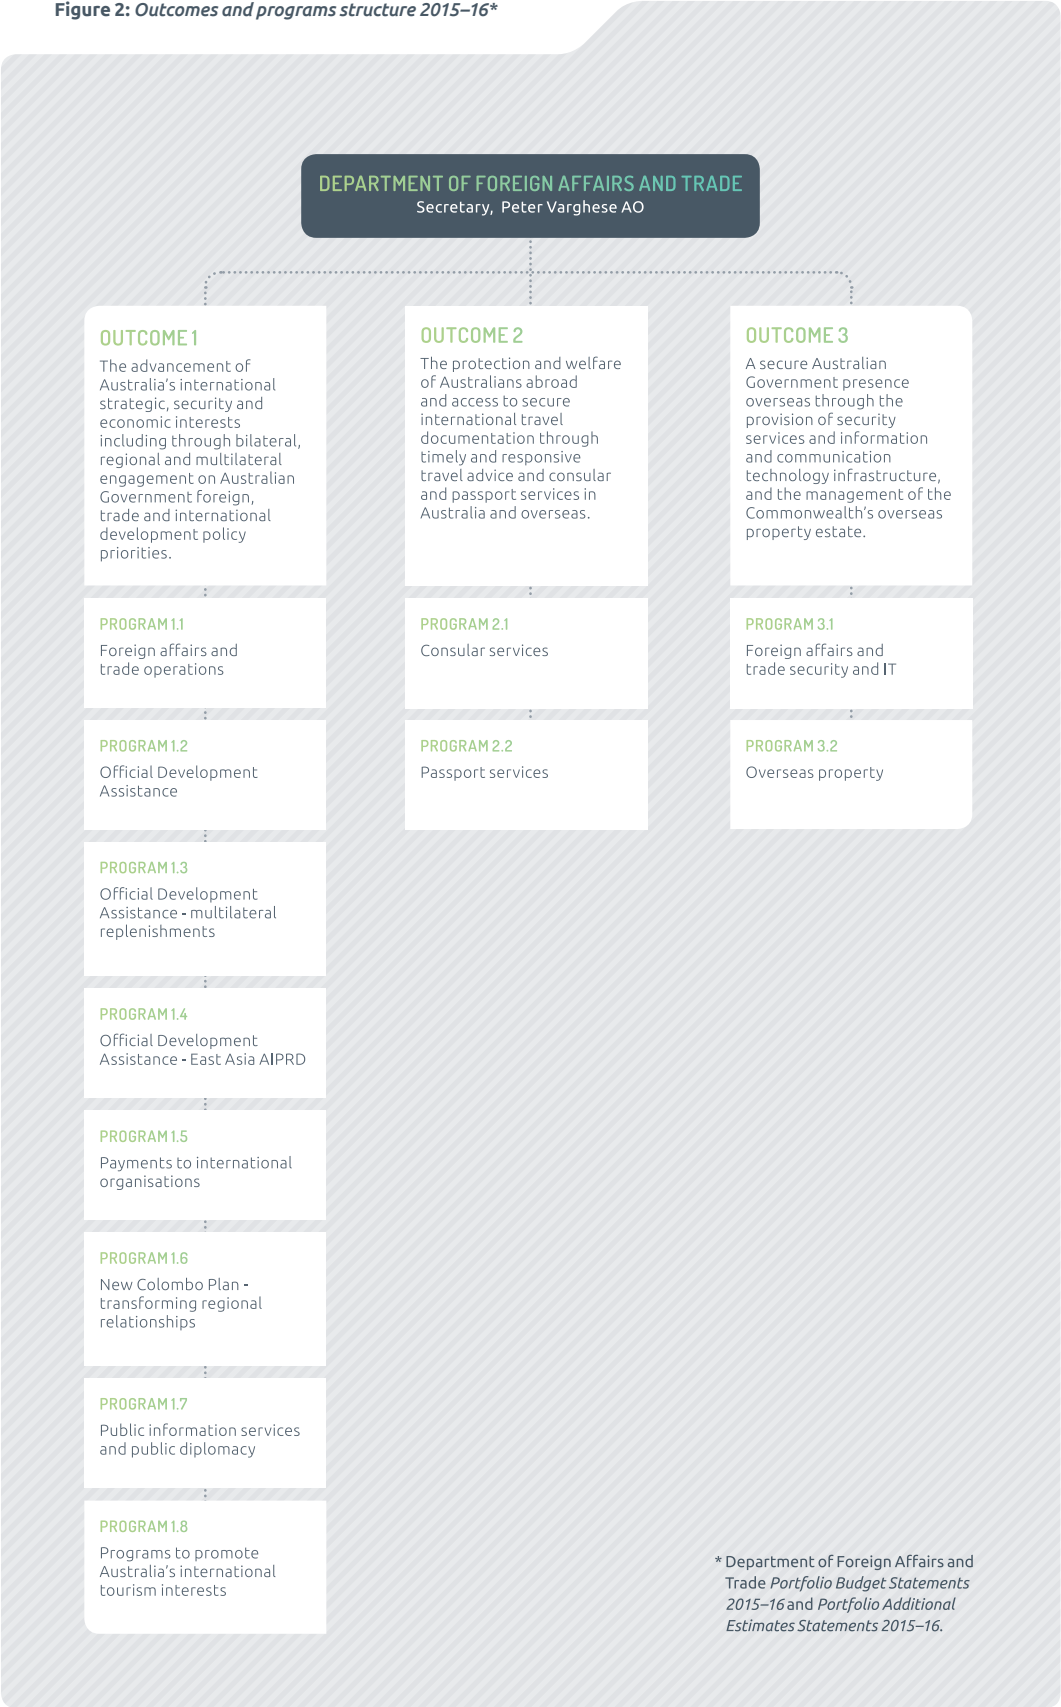 Figure 2: Outcomes and programs structure 2015–16*
DEPARTMENT OF FOREIGN AFFAIRS AND TRADE
Secretary, Peter Varghese AO
OUTCOME 1
The advancement of
Australia's international
strategic, security and
economic interests
including through bilateral,
regional and multilateral
engagement on Australian
Government foreign,
trade and international
development policy
priorities.
PROGRAM 1.1
Foreign affairs and
trade operations
PROGRAM 1.2
Official Development
Assistance
PROGRAM 1.3
Official Development
Assistance - multilateral
replenishments
PROGRAM 1.4
Official Development
Assistance - East Asia AIPRD
PROGRAM 1.5
Payments to international
organisations
PROGRAM 1.6
New Colombo Plan -
transforming regional
relationships
PROGRAM 1.7
Public information services
and public diplomacy
PROGRAM 1.8
Programs to promote
Australia's international
tourism interests
OUTCOME 2
The protection and welfare
of Australians abroad
and access to secure
international travel
documentation through
timely and responsive
travel advice and consular
and passport services in
Australia and overseas.
PROGRAM 2.1
Consular services
PROGRAM 2.2
Passport services
OUTCOME 3
A secure Australian
Government presence
overseas through the
provision of security
services and information
and communication
technology infrastructure,
and the management of the
Commonwealth's overseas
property estate.
PROGRAM 3.1
Foreign affairs and
trade security and IT
PROGRAM 3.2
Overseas property
* Department of Foreign Affairs and
Trade Portfolio Budget Statements
2015–16 and Portfolio Additional
Estimates Statements 2015–16.